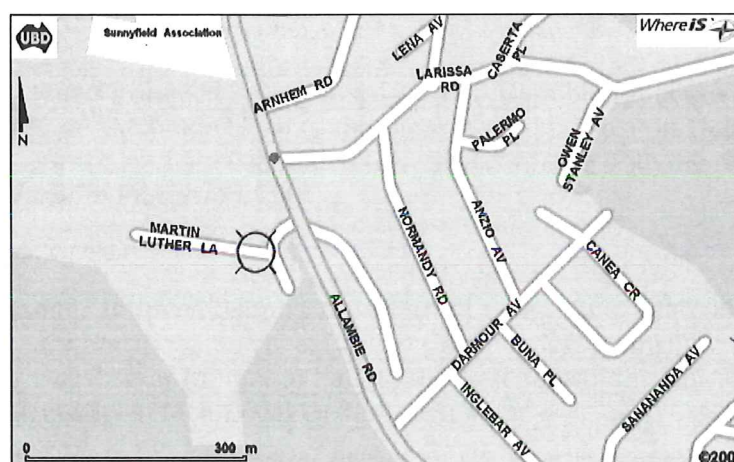 UBD
Sunnyfield Association
WhereiS
N
ARNHEM RD
LENA AV
LARISSA
RD
CASERTA
PL
PALERMO
PL
OWEN
STANLEY AV
MARTIN
LUTHER LA
NORMANDY RD
ANZIO AV
CANEA CR
ALLAMBIE RD
DARMOUR AV
BUNA PL
INGLEBAR AV
SANANANDA AV
0
300 m
©200